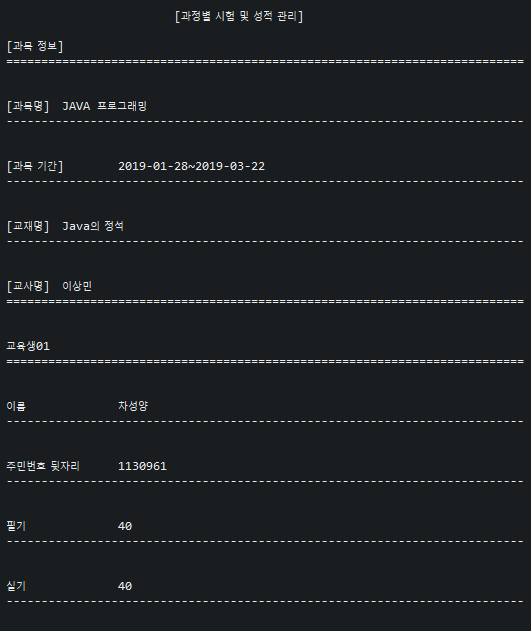 [과정별 시험 및 성적 관리]
[과목 정보]
==========================================================================
[과목명] JAVA 프로그래밍
--------------------------------------------------------------------------
[과목 기간] 2019-01-28~2019-03-22
--------------------------------------------------------------------------
[교재명] Java의 정석
--------------------------------------------------------------------------
[교사명] 이상민
==========================================================================
교육생01
==========================================================================
이름 차성양
--------------------------------------------------------------------------
주민번호 뒷자리 1130961
--------------------------------------------------------------------------
필기 40
--------------------------------------------------------------------------
실기 40
--------------------------------------------------------------------------